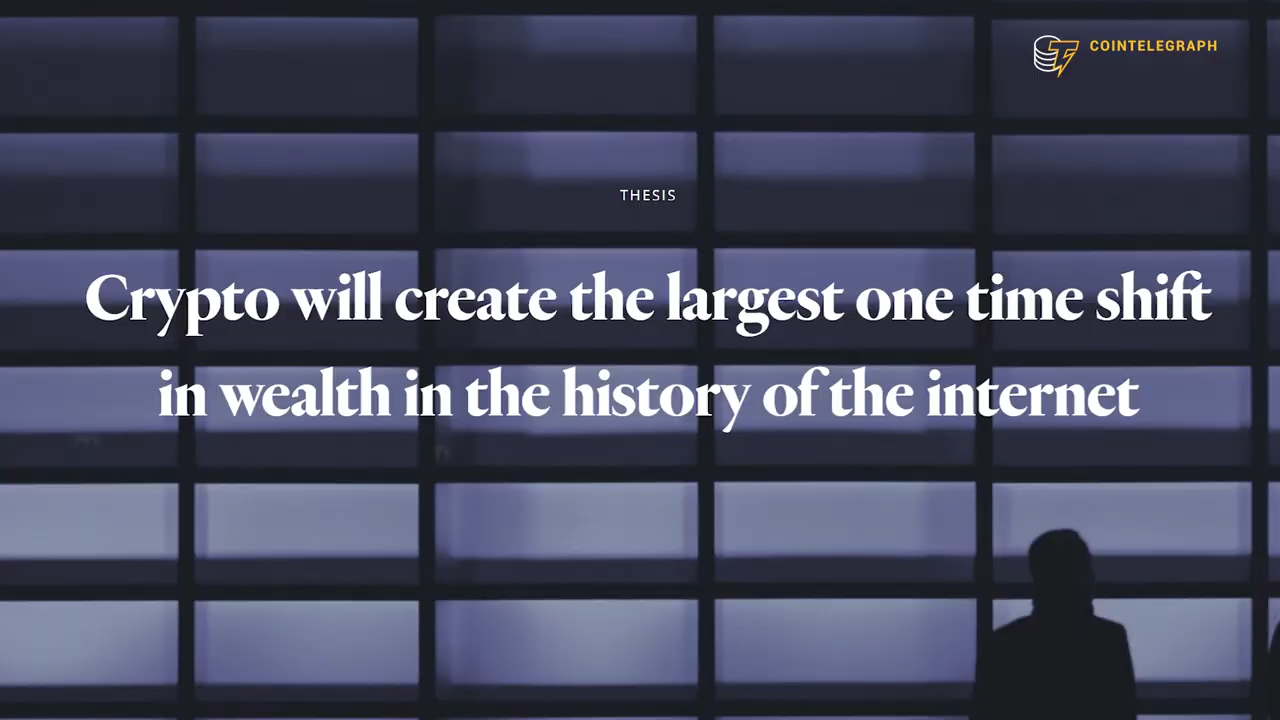 COINTELEGRAPH
THESIS
Crypto will create the largest one time shift
in wealth in the history of the internet